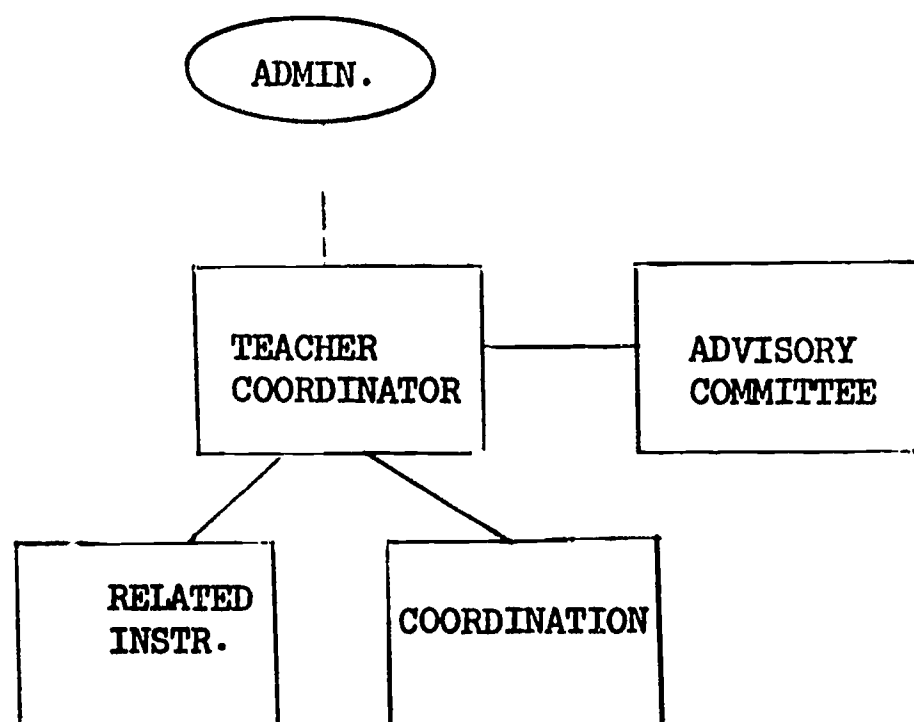 ADMIN.
TEACHER
COORDINATOR
ADVISORY
COMMITTEE
RELATED
INSTR.
COORDINATION